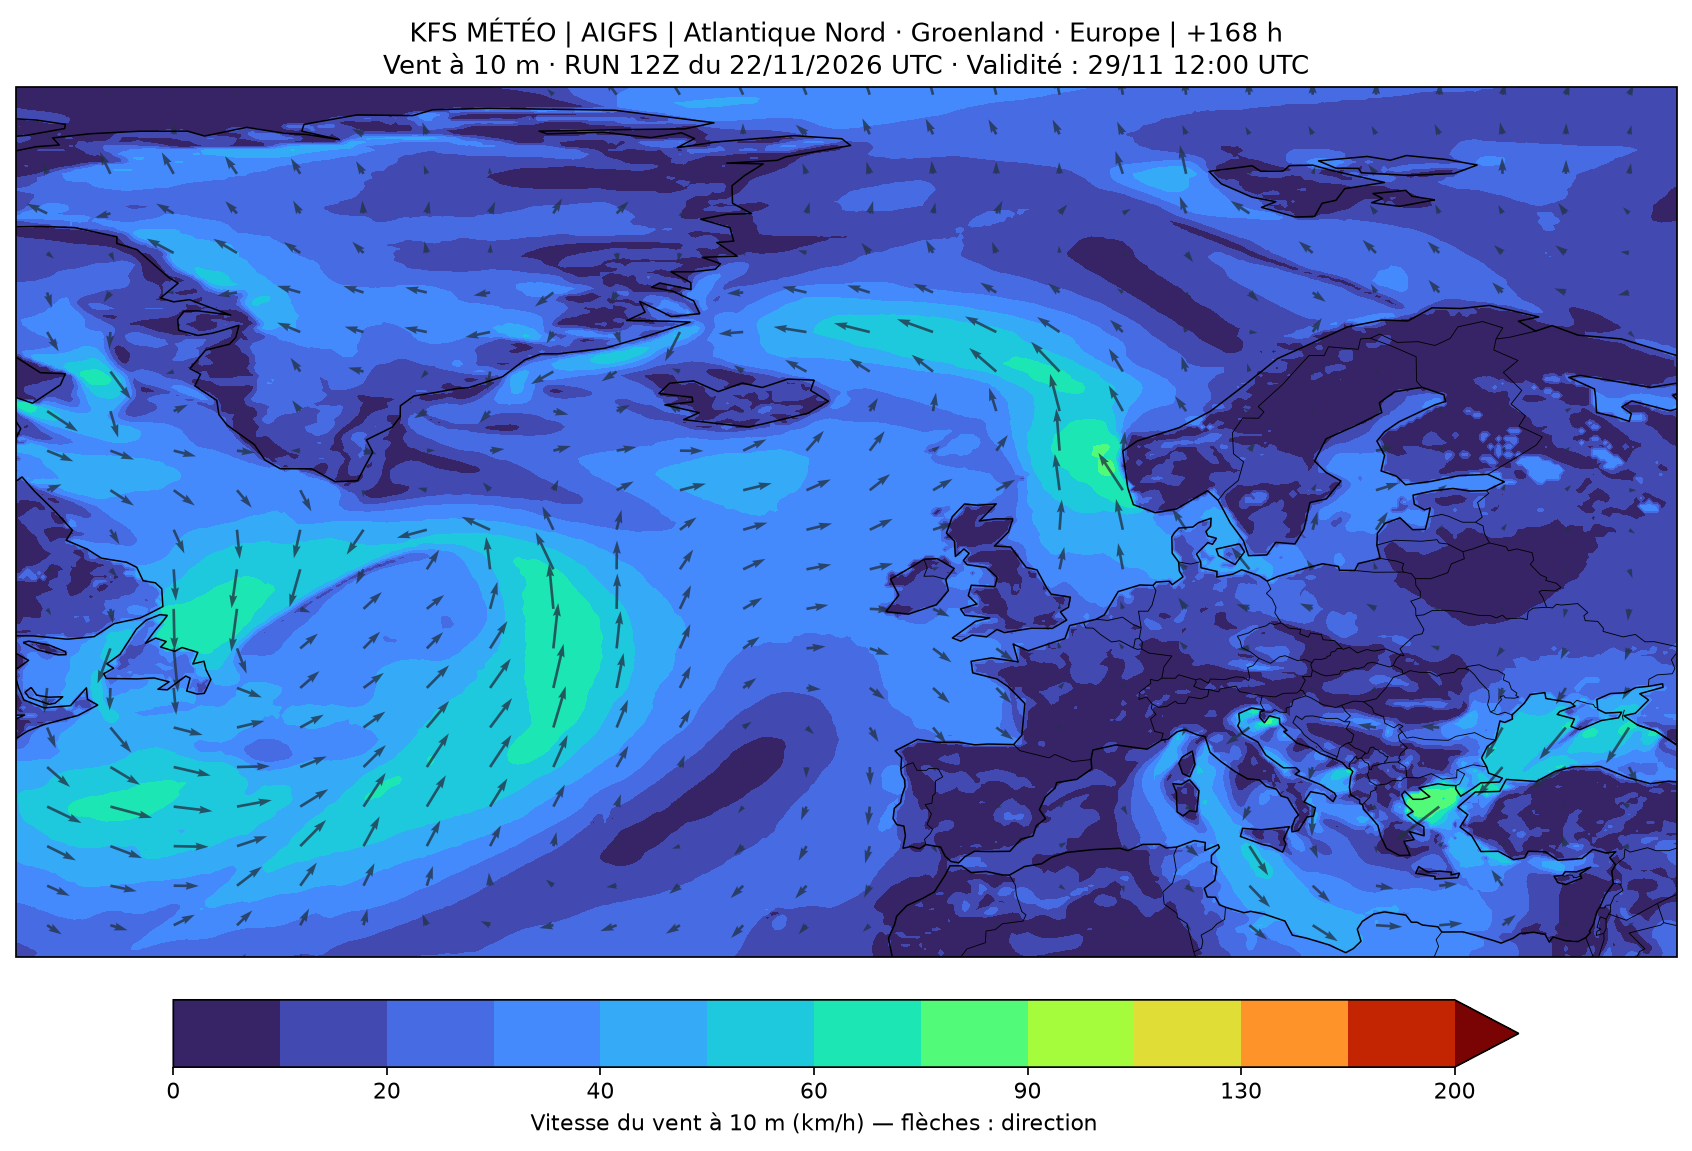 KFS MÉTÉO | AIGFS | Atlantique Nord · Groenland · Europe | +168 h
Vent à 10 m · RUN 12Z du 22/11/2026 UTC · Validité : 29/11 12:00 UTC
0 20 40 60 90 130 200
Vitesse du vent à 10 m (km/h) — flèches : direction